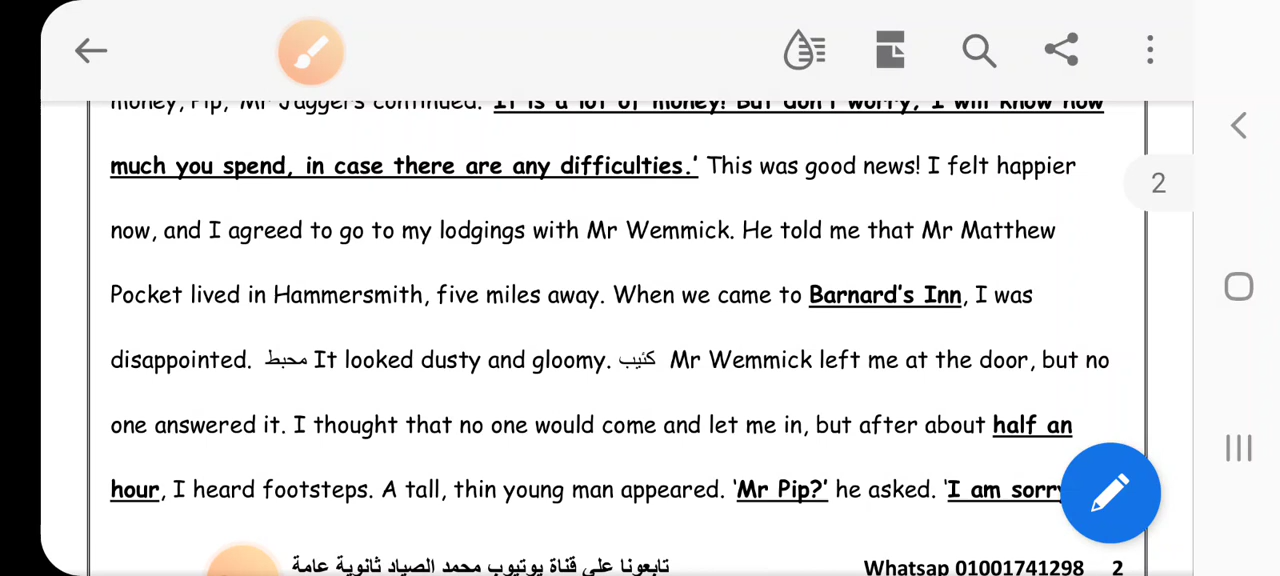 money, Pip,' Mr Jaggers continued. 'It is a lot of money! But don't worry, I will know how
2
much you spend, in case there are any difficulties.' This was good news! I felt happier
now, and I agreed to go to my lodgings with Mr Wemmick. He told me that Mr Matthew
Pocket lived in Hammersmith, five miles away. When we came to Barnard's Inn, I was
disappointed. محبط It looked dusty and gloomy. كئيب Mr Wemmick left me at the door, but no
one answered it. I thought that no one would come and let me in, but after about half an
hour, I heard footsteps. A tall, thin young man appeared. 'Mr Pip?' he asked. 'I am sorry
تابعونا على قناة يوتيوب محمد الصياد ثانوية عامة Whatsap 01001741298 2